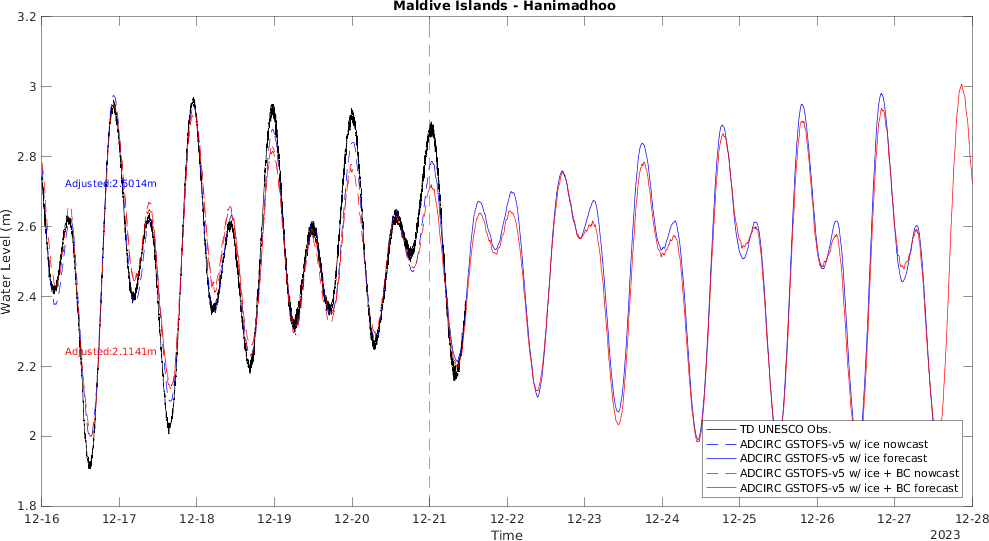 Maldive Islands - Hanimadhoo
3.2
3
2.8
2.6
2.4
2.2
2
1.8
Water Level (m)
Adjusted:2.5014m
Adjusted:2.1141m
TD UNESCO Obs.
ADCIRC GSTOFS-v5 w/ ice nowcast
ADCIRC GSTOFS-v5 w/ ice forecast
ADCIRC GSTOFS-v5 w/ ice + BC nowcast
ADCIRC GSTOFS-v5 w/ ice + BC forecast
12-16 12-17 12-18 12-19 12-20 12-21 12-22 12-23 12-24 12-25 12-26 12-27 12-28
Time
2023